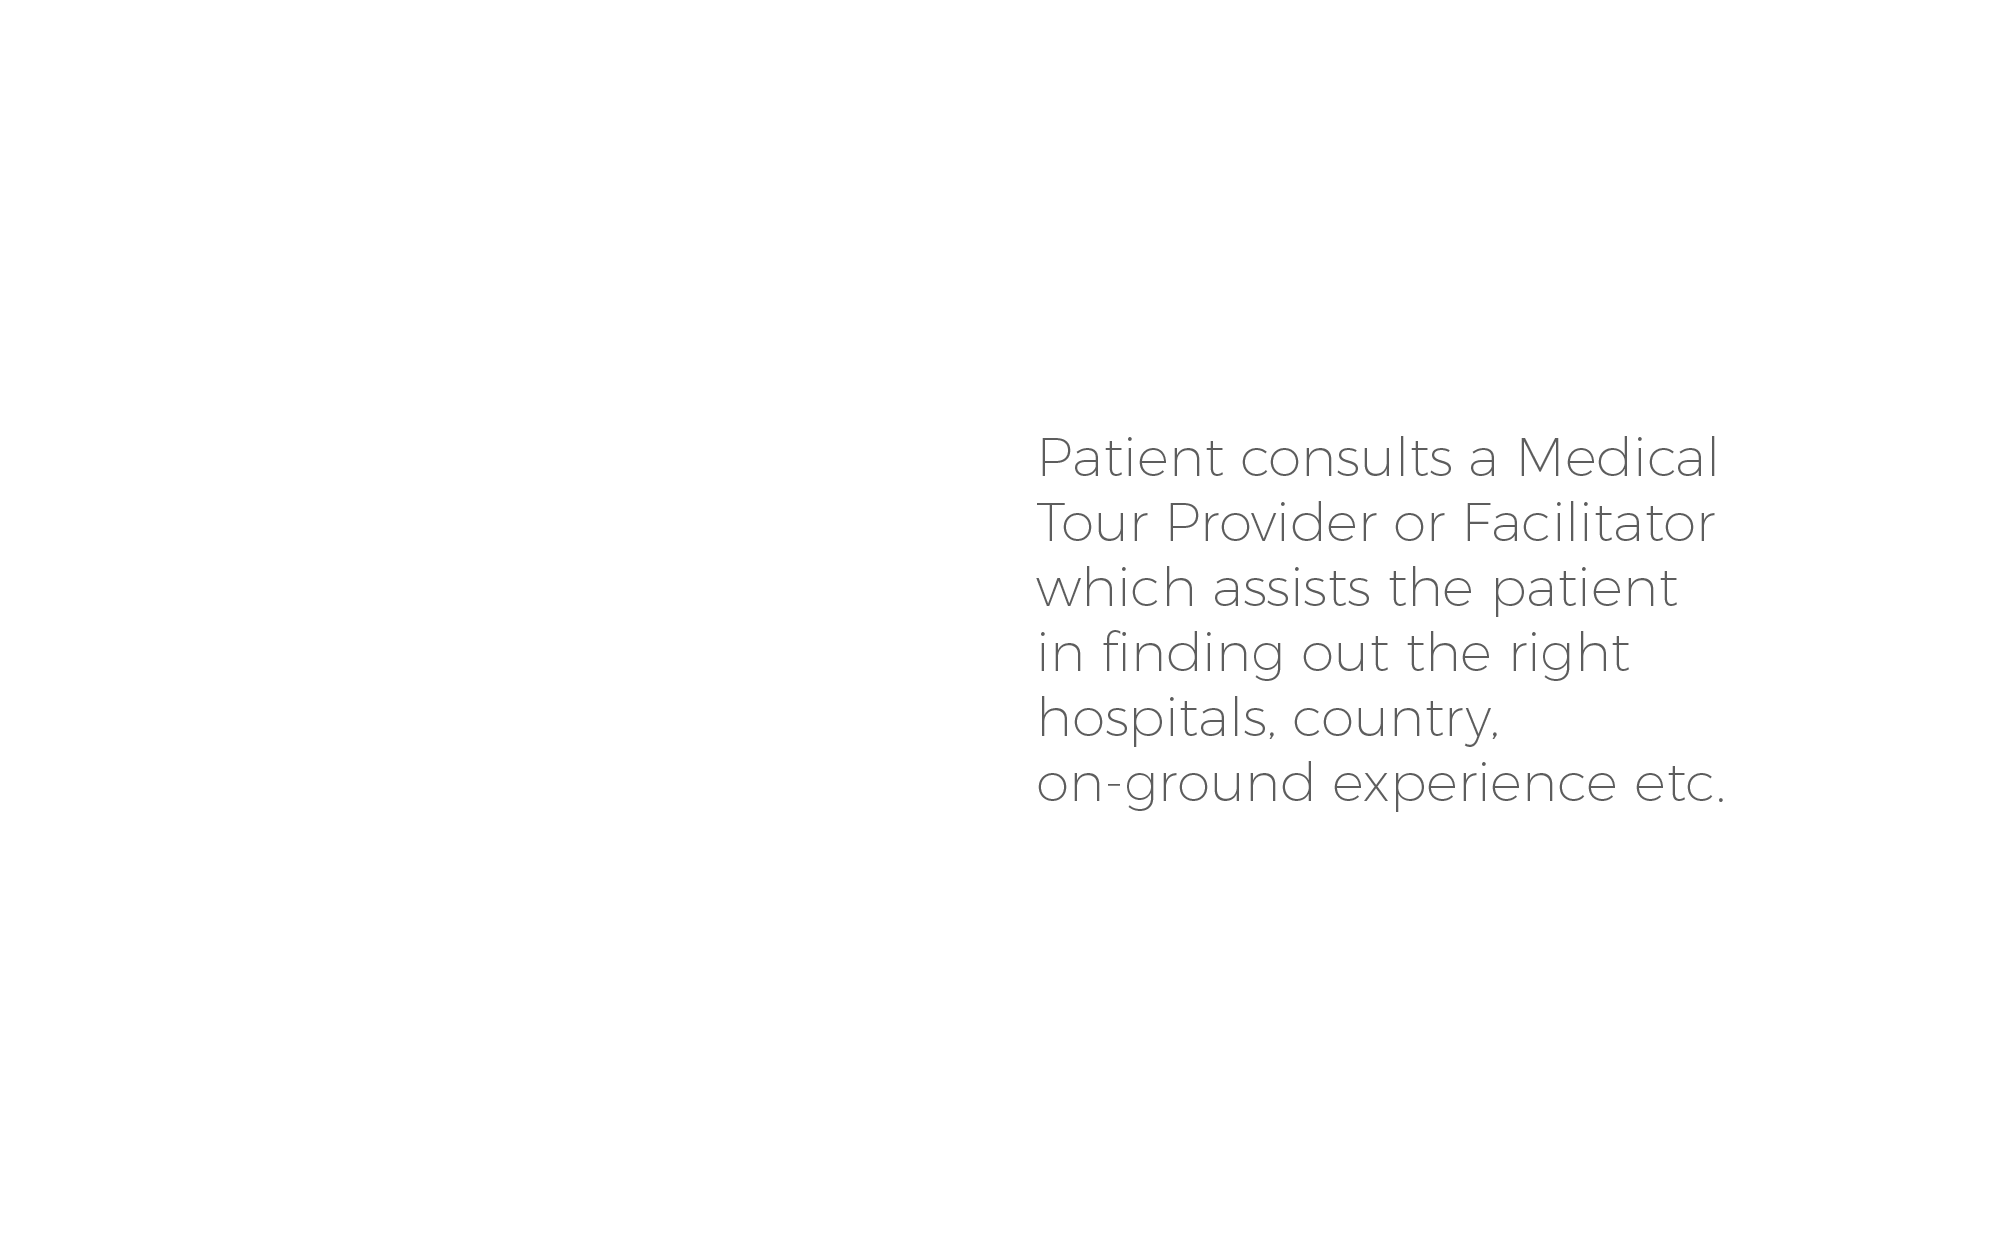 Patient consults a Medical
Tour Provider or Facilitator
which assists the patient
in finding out the right
hospitals, country,
on-ground experience etc.